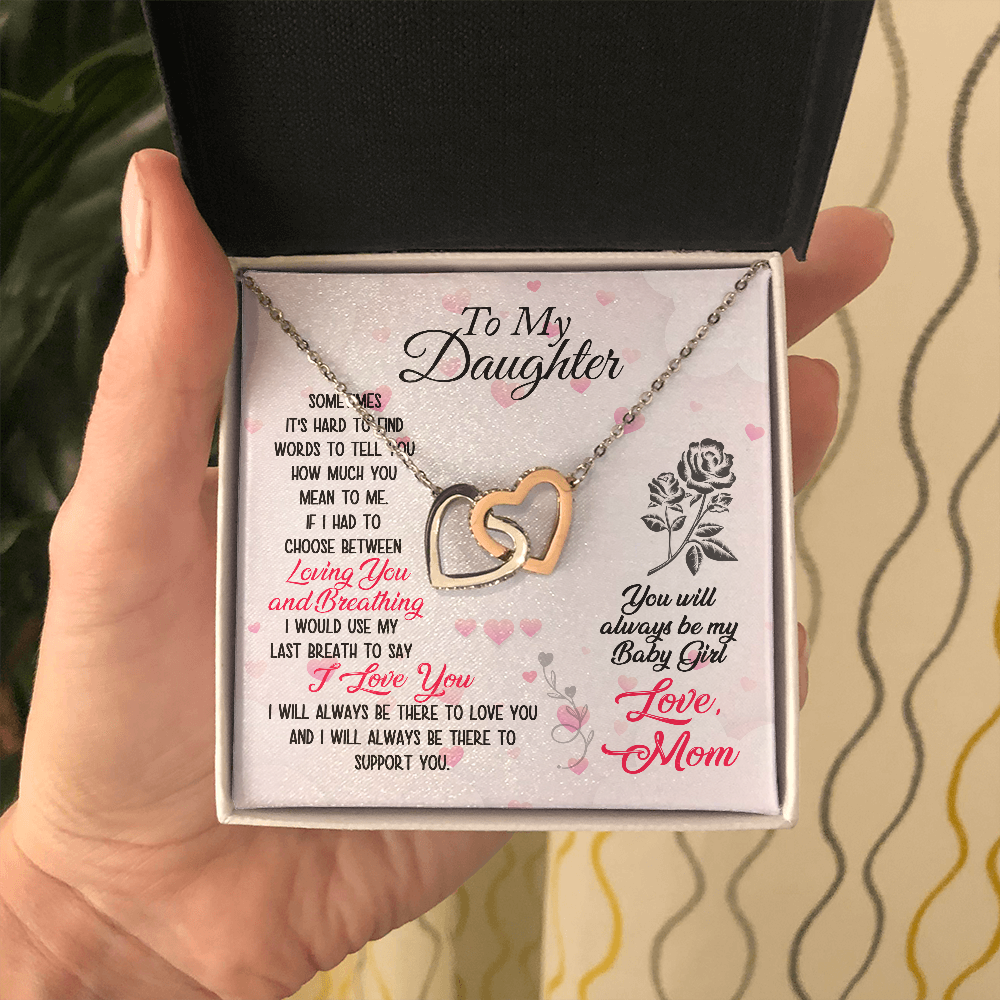 To My
Daughter
SOMETIMES
IT'S HARD TO FIND
WORDS TO TELL YOU
HOW MUCH YOU
MEAN TO ME.
IF I HAD TO
CHOOSE BETWEEN
Loving You
and Breathing
I WOULD USE MY
LAST BREATH TO SAY
I Love You
I WILL ALWAYS BE THERE TO LOVE YOU
AND I WILL ALWAYS BE THERE TO
SUPPORT YOU.
You will
always be my
Baby Girl
Love,
Mom